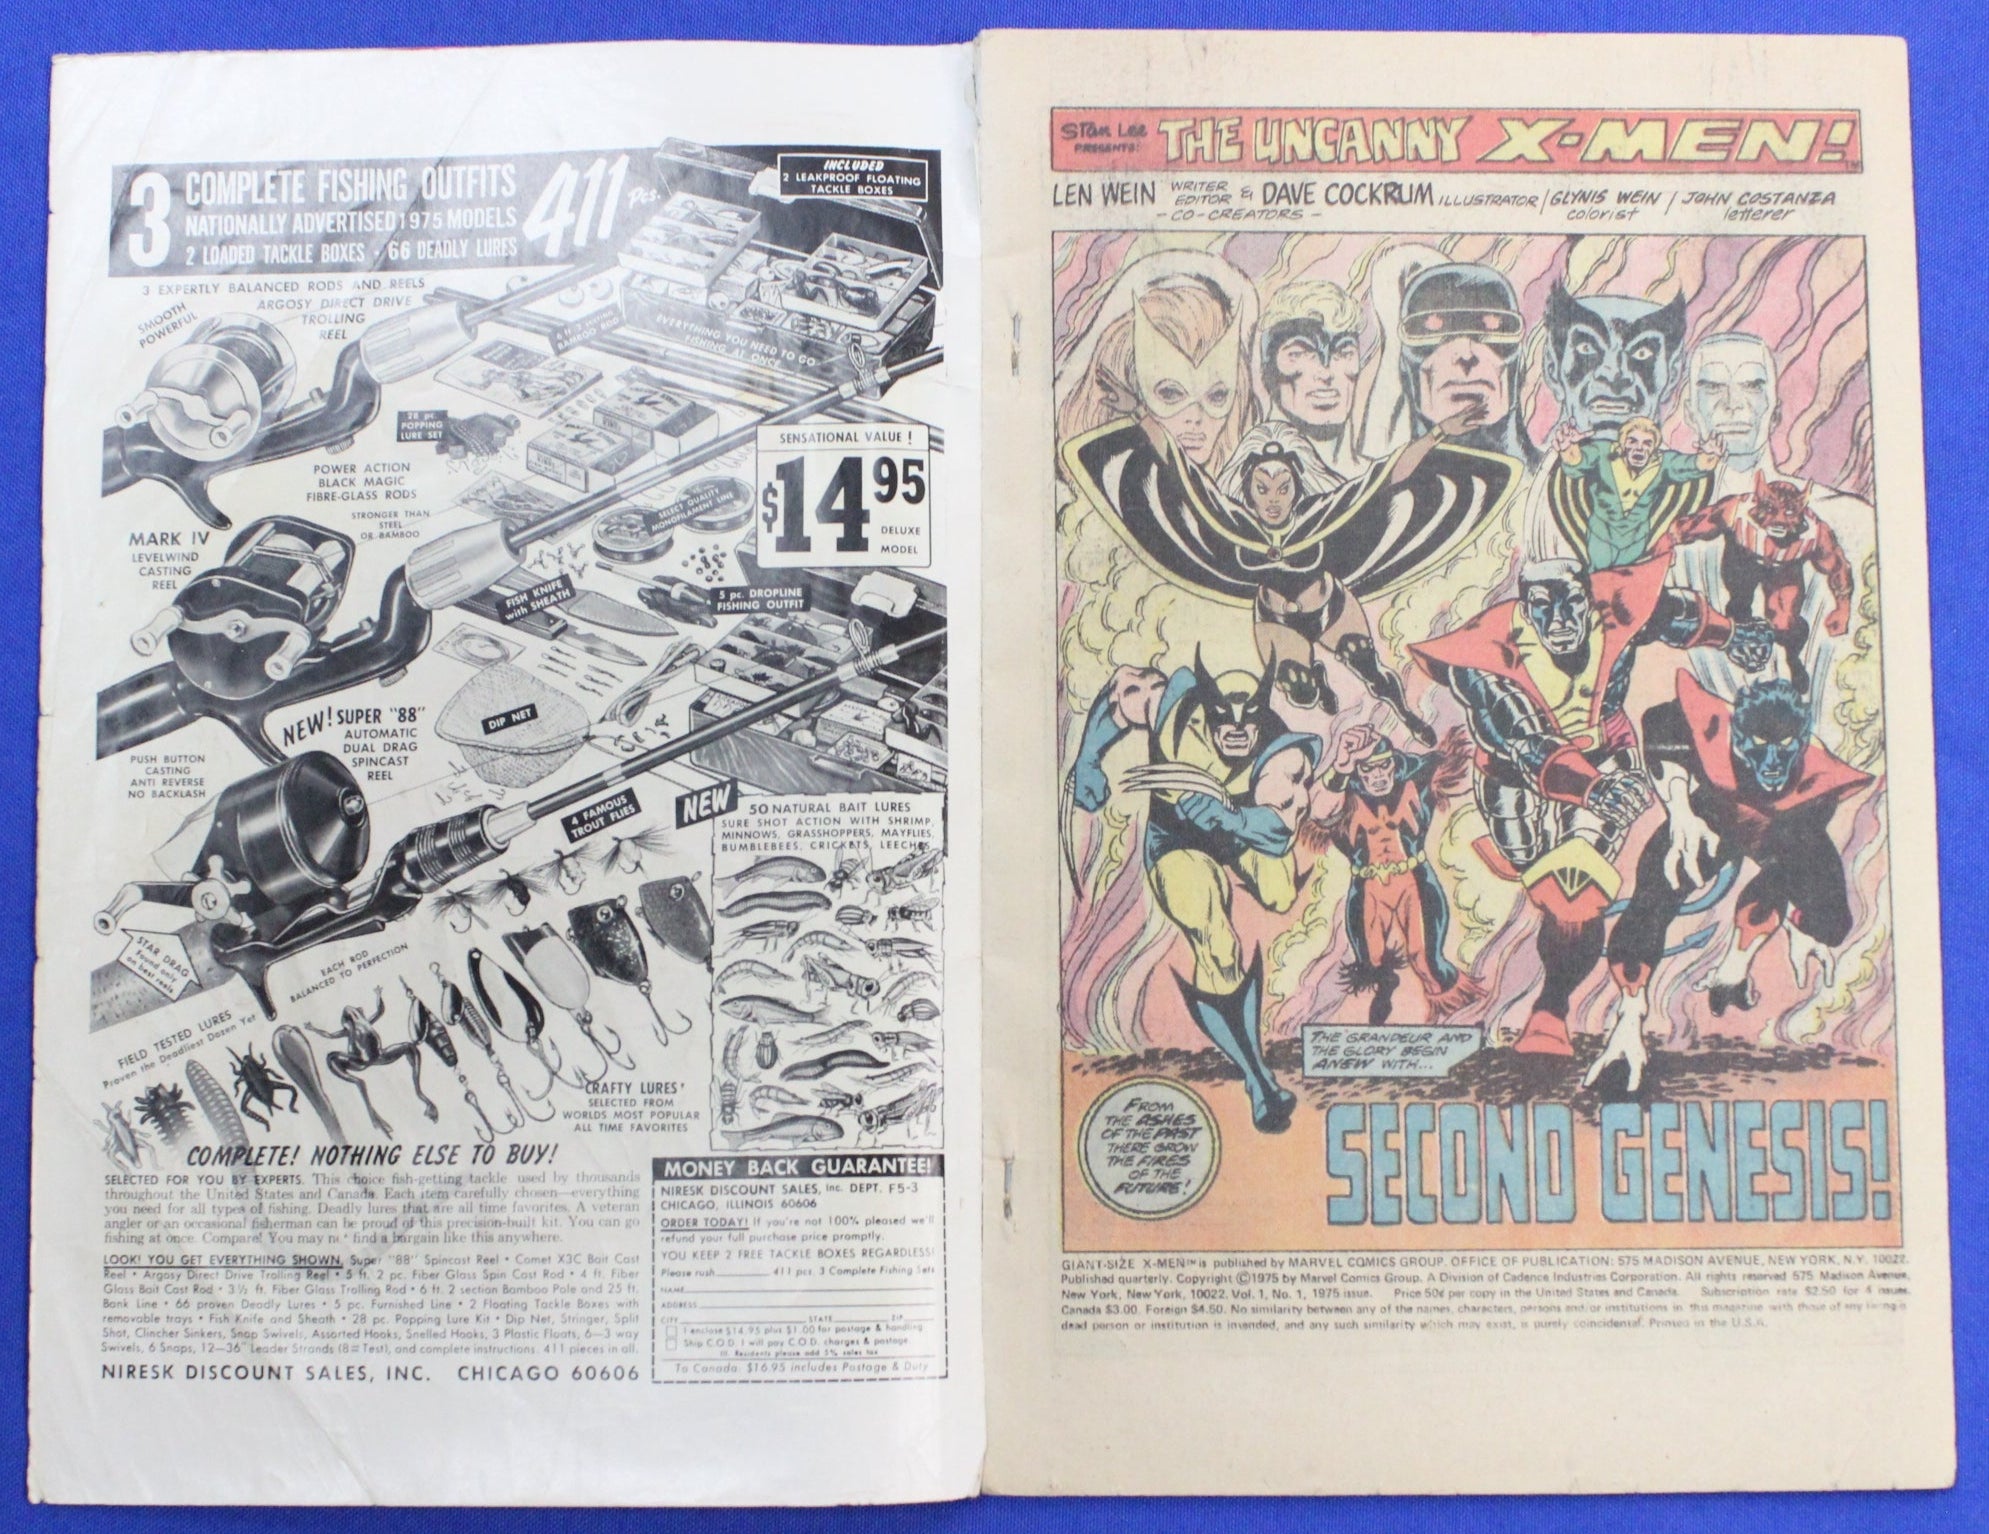 3 COMPLETE FISHING OUTFITS 411 Pcs.
NATIONALLY ADVERTISED 1975 MODELS
2 LOADED TACKLE BOXES • 66 DEADLY LURES
INCLUDED
2 LEAKPROOF FLOATING
TACKLE BOXES
3 EXPERTLY BALANCED RODS AND REELS
SMOOTH
POWERFUL
ARGOSY DIRECT DRIVE
TROLLING
REEL
6 ft 2 section
BAMBOO ROD
EVERYTHING YOU NEED TO GO
FISHING AT ONCE
28 pc.
POPPING
LURE SET
SENSATIONAL VALUE !
$14.95
DELUXE
MODEL
POWER ACTION
BLACK MAGIC
FIBRE-GLASS RODS
STRONGER THAN
STEEL
OR BAMBOO
SELECT QUALITY
MONOFILAMENT LINE
MARK IV
LEVELWIND
CASTING
REEL
FISH KNIFE
with SHEATH
5 pc. DROPLINE
FISHING OUTFIT
DIP NET
NEW! SUPER "88"
AUTOMATIC
DUAL DRAG
SPINCAST
REEL
PUSH BUTTON
CASTING
ANTI REVERSE
NO BACKLASH
4 FAMOUS
TROUT FLIES
NEW
50 NATURAL BAIT LURES
SURE SHOT ACTION WITH SHRIMP,
MINNOWS, GRASSHOPPERS, MAYFLIES,
BUMBLEBEES, CRICKETS, LEECHES
STAR DRAG
Found only
on best reels
EACH ROD
BALANCED TO PERFECTION
FIELD TESTED LURES
Proven the Deadliest Dozen Yet
CRAFTY LURES'
SELECTED FROM
WORLDS MOST POPULAR
ALL TIME FAVORITES
COMPLETE! NOTHING ELSE TO BUY!
SELECTED FOR YOU BY EXPERTS. This choice fish-getting tackle used by thousands
throughout the United States and Canada. Each item carefully chosen—everything
you need for all types of fishing. Deadly lures that are all time favorites. A veteran
angler or an occasional fisherman can be proud of this precision-built kit. You can go
fishing at once. Compare! You may n' find a bargain like this anywhere.
LOOK! YOU GET EVERYTHING SHOWN, Super "88" Spincast Reel • Comet X3C Bait Cast
Reel • Argosy Direct Drive Trolling Reel • 5 ft. 2 pc. Fiber Glass Spin Cast Rod • 4 ft. Fiber
Glass Bait Cast Rod • 3½ ft. Fiber Glass Trolling Rod • 6 ft. 2 section Bamboo Pole and 25 ft.
Bank Line • 66 proven Deadly Lures • 5 pc. Furnished Line • 2 Floating Tackle Boxes with
removable trays • Fish Knife and Sheath • 28 pc. Popping Lure Kit • Dip Net, Stringer, Split
Shot, Clincher Sinkers, Snap Swivels, Assorted Hooks, Snelled Hooks, 3 Plastic Floats, 6—3 way
Swivels, 6 Snaps, 12—36" Leader Strands (8# Test), and complete instructions. 411 pieces in all.
NIRESK DISCOUNT SALES, INC. CHICAGO 60606
MONEY BACK GUARANTEE!
NIRESK DISCOUNT SALES, Inc. DEPT. F5-3
CHICAGO, ILLINOIS 60606
ORDER TODAY! If you're not 100% pleased we'll
refund your full purchase price promptly.
YOU KEEP 2 FREE TACKLE BOXES REGARDLESS!
Please rush 411 pcs. 3 Complete Fishing Sets
NAME
ADDRESS
CITY STATE ZIP
I enclose $14.95 plus $1.00 for postage & handling
Ship C.O.D. I will pay C.O.D. charges & postage
Ill. Residents please add 5% sales tax
To Canada: $16.95 includes Postage & Duty
STAN LEE
PRESENTS: THE UNCANNY X-MEN! TM
LEN WEIN WRITER EDITOR & DAVE COCKRUM ILLUSTRATOR / GLYNIS WEIN colorist / JOHN COSTANZA letterer
- CO-CREATORS -
THE GRANDEUR AND
THE GLORY BEGIN
ANEW WITH...
FROM
THE ASHES
OF THE PAST
THERE GROW
THE FIRES
OF THE
FUTURE!
SECOND GENESIS!
GIANT-SIZE X-MEN™ is published by MARVEL COMICS GROUP. OFFICE OF PUBLICATION: 575 MADISON AVENUE, NEW YORK, N.Y. 10022.
Published quarterly. Copyright ©1975 by Marvel Comics Group. A Division of Cadence Industries Corporation. All rights reserved 575 Madison Avenue,
New York, New York, 10022. Vol. 1, No. 1, 1975 issue. Price 50¢ per copy in the United States and Canada. Subscription rate $2.50 for 4 issues.
Canada $3.00. Foreign $4.50. No similarity between any of the names, characters, persons and/or institutions in this magazine with those of any living or
dead person or institution is intended, and any such similarity which may exist, is purely coincidental. Printed in the U.S.A.